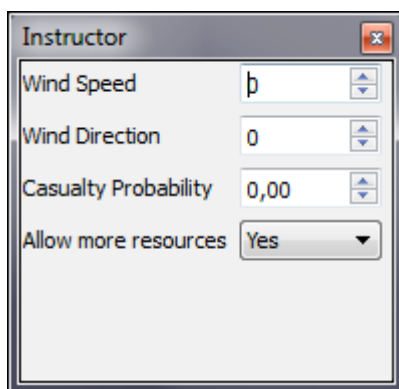 Instructor
Wind Speed 0
Wind Direction 0
Casualty Probability 0,00
Allow more resources Yes